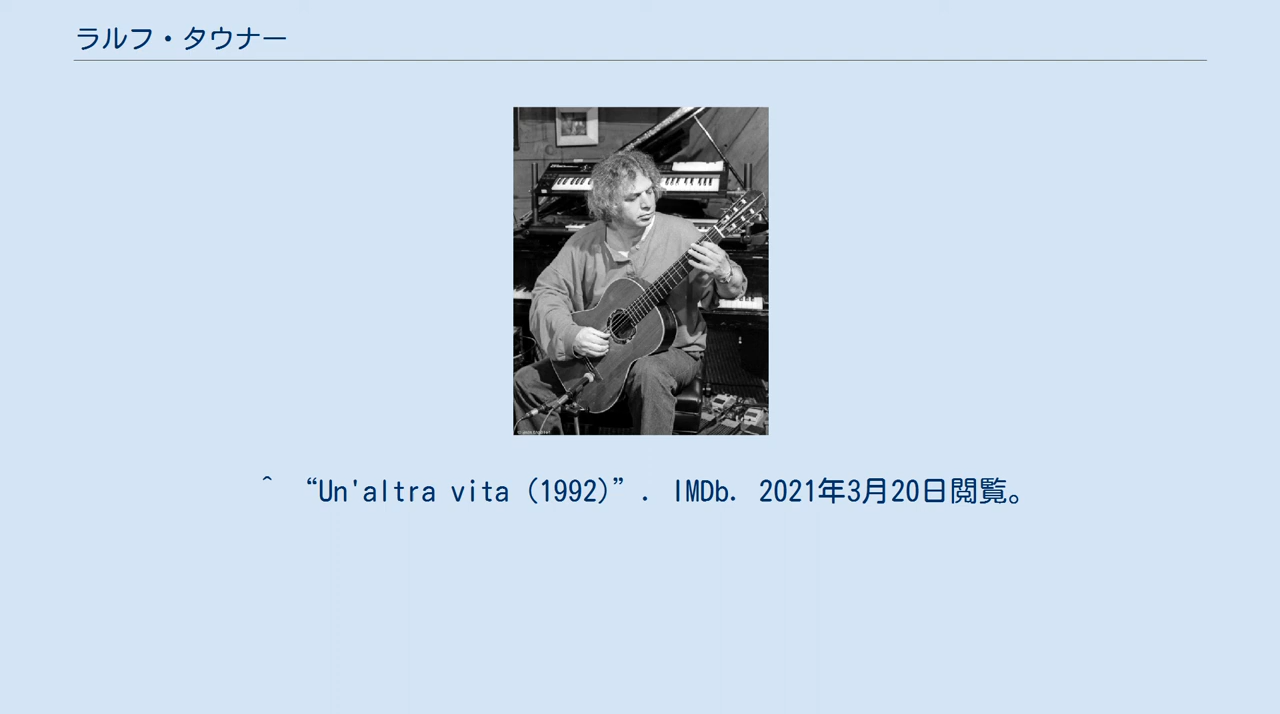 ラルフ・タウナー
^ “Un'altra vita (1992)”. IMDb. 2021年3月20日閲覧。